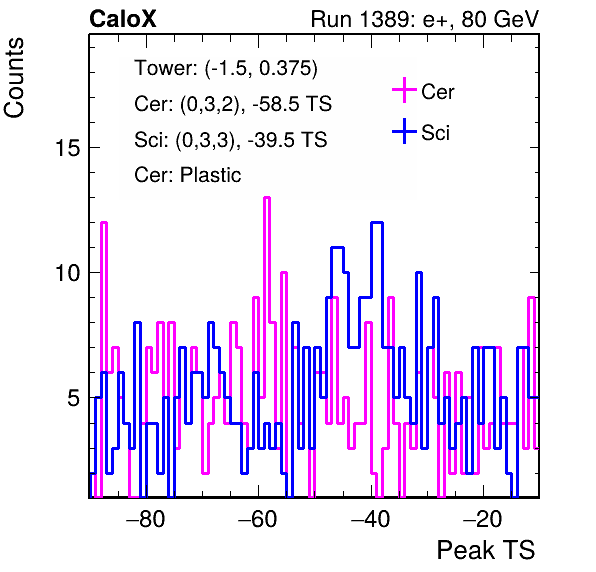 CaloX Run 1389: e+, 80 GeV
Counts
Tower: (-1.5, 0.375)
Cer: (0,3,2), -58.5 TS
Sci: (0,3,3), -39.5 TS
Cer: Plastic
Cer
Sci
15
10
5
−80 −60 −40 −20
Peak TS